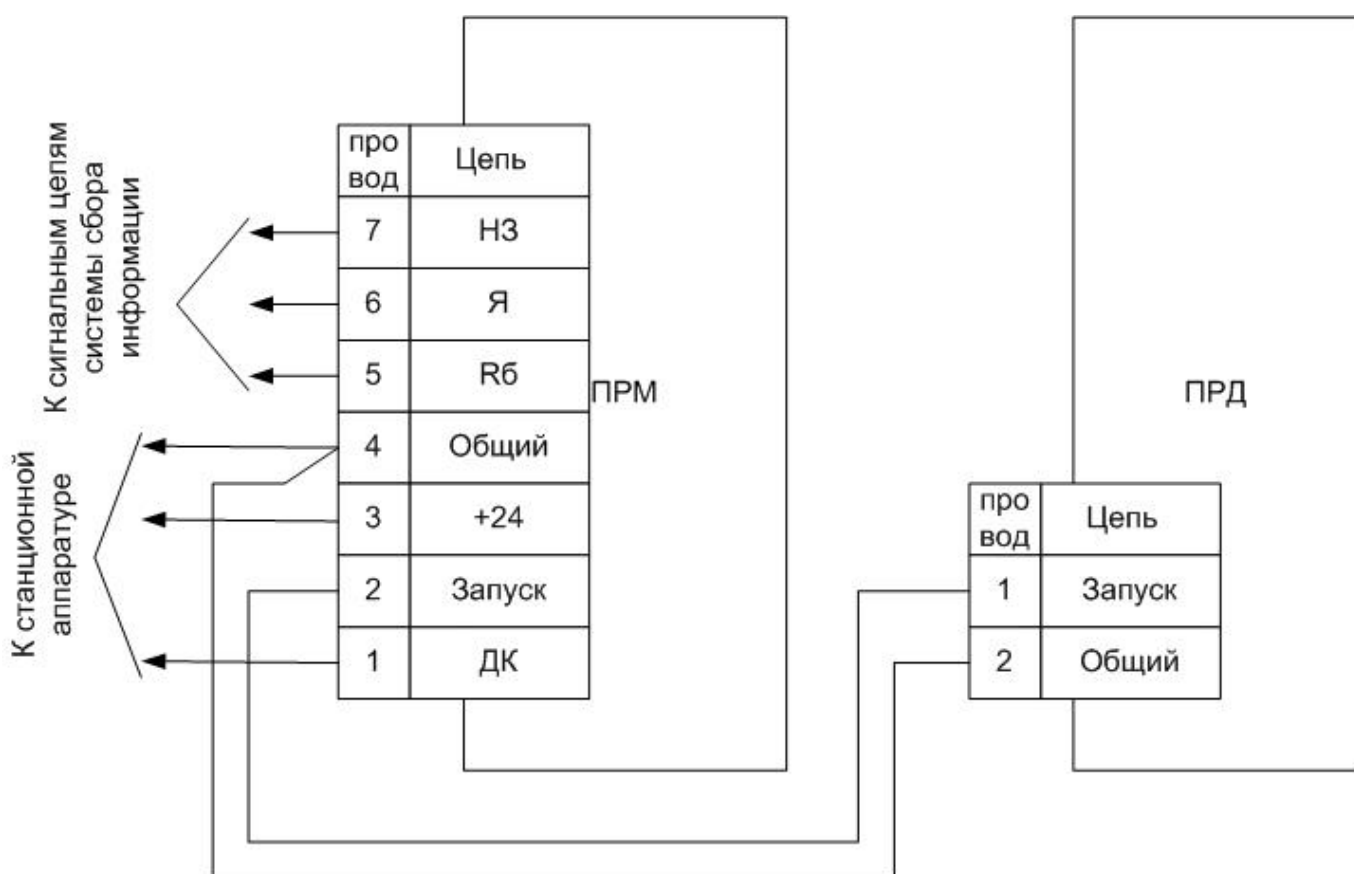 К сигнальным цепям
системы сбора
информации
К станционной
аппаратуре
про
вод
Цепь
7 НЗ
6 Я
5 Rб
4 Общий
3 +24
2 Запуск
1 ДК
ПРМ
ПРД
про
вод
Цепь
1 Запуск
2 Общий